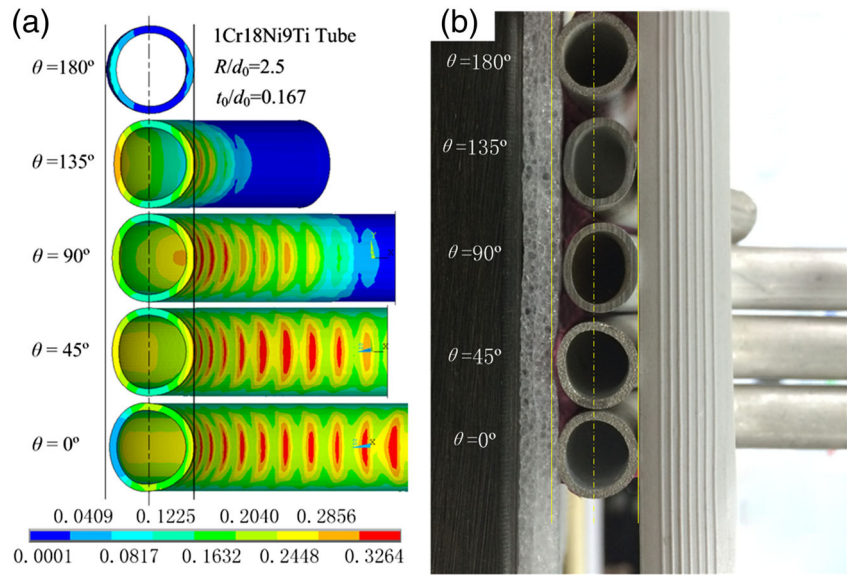 (a)
1Cr18Ni9Ti Tube
θ=180º
R/d0=2.5
t0/d0=0.167
θ=135º
θ=90º
θ=45º
θ=0º
0.0409 0.1225 0.2040 0.2856
0.0001 0.0817 0.1632 0.2448 0.3264
(b)
θ=180º
θ=135º
θ=90º
θ=45º
θ=0º